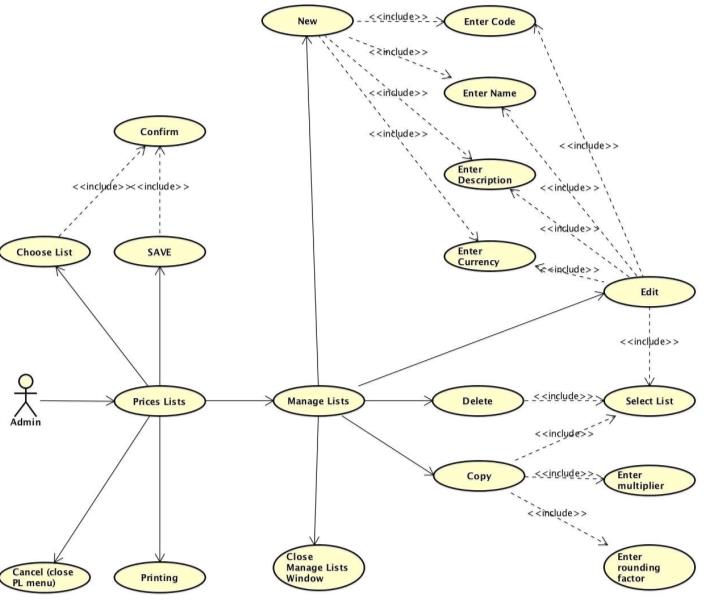 New
<<include>>
Enter Code
<<include>>
Enter Name
<<include>>
<<include>>
Confirm
<<include>>
<<include>>
<<include>>
Enter
Description
<<include>>
<<include>>
Choose List
SAVE
Enter
Currency
<<include>>
Edit
<<include>>
Admin
Prices Lists
Manage Lists
Delete
<<include>>
Select List
<<include>>
Copy
<<include>>
Enter
multiplier
<<include>>
Cancel (close
PL menu)
Printing
Close
Manage Lists
Window
Enter
rounding
factor